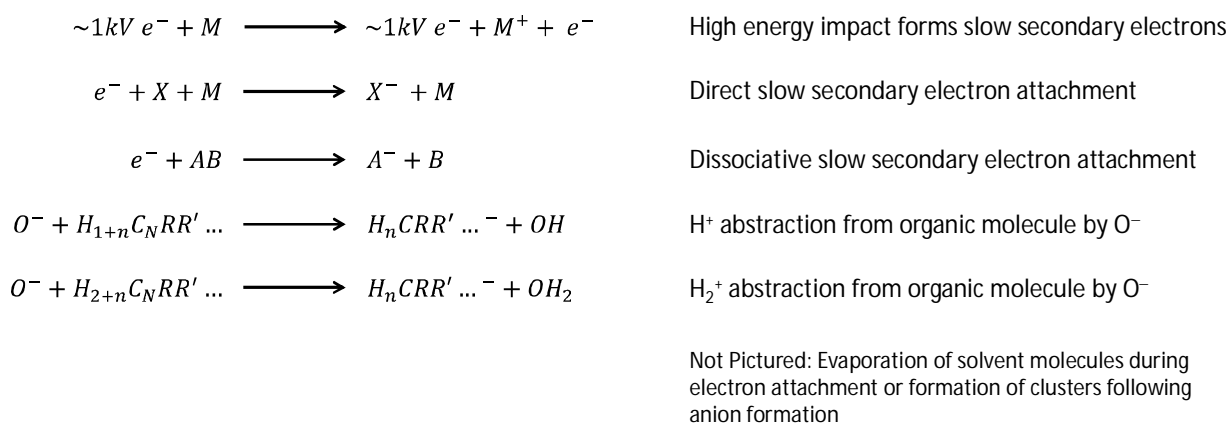 ~1kV e⁻ + M ⟶ ~1kV e⁻ + M⁺ + e⁻ High energy impact forms slow secondary electrons
e⁻ + X + M ⟶ X⁻ + M Direct slow secondary electron attachment
e⁻ + AB ⟶ A⁻ + B Dissociative slow secondary electron attachment
O⁻ + H₁₊ₙC_NRR′ … ⟶ HₙCRR′ … ⁻ + OH H⁺ abstraction from organic molecule by O⁻
O⁻ + H₂₊ₙC_NRR′ … ⟶ HₙCRR′ … ⁻ + OH₂ H₂⁺ abstraction from organic molecule by O⁻
Not Pictured: Evaporation of solvent molecules during
electron attachment or formation of clusters following
anion formation